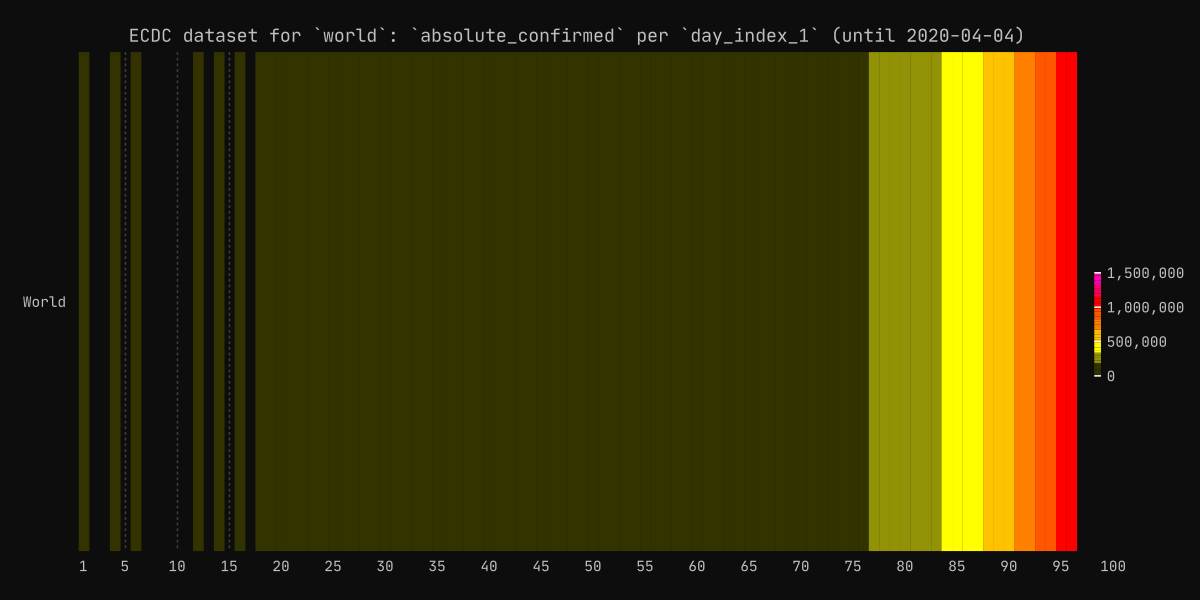 ECDC dataset for `world`: `absolute_confirmed` per `day_index_1` (until 2020-04-04)
1,500,000
World
1,000,000
500,000
0
1 5 10 15 20 25 30 35 40 45 50 55 60 65 70 75 80 85 90 95 100